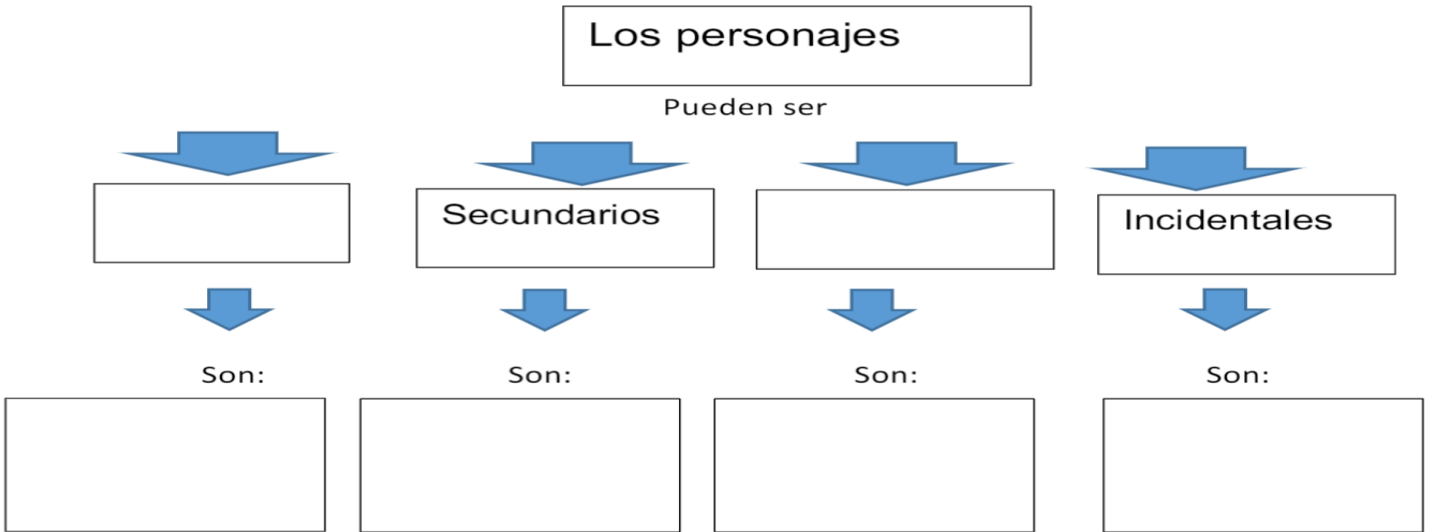 Los personajes
Pueden ser
Secundarios
Incidentales
Son:
Son:
Son:
Son: